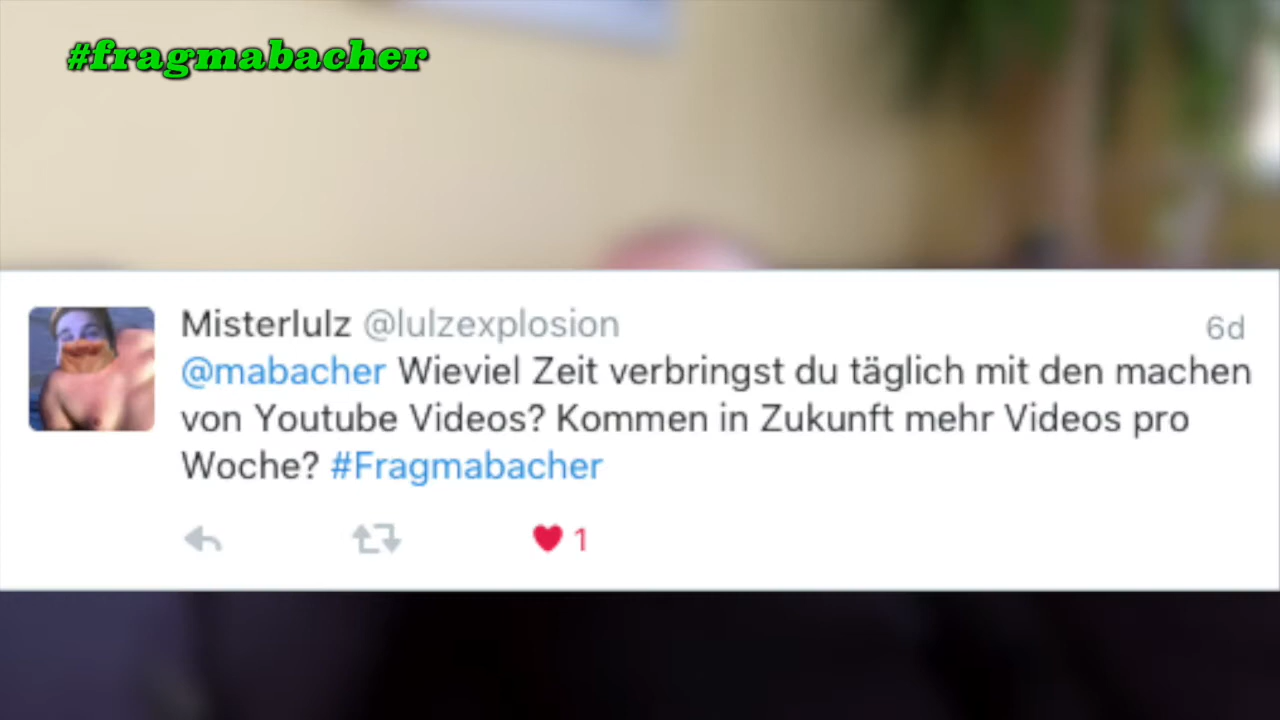 #fragmabacher
Misterlulz @lulzexplosion 6d
@mabacher Wieviel Zeit verbringst du täglich mit den machen
von Youtube Videos? Kommen in Zukunft mehr Videos pro
Woche? #Fragmabacher
1